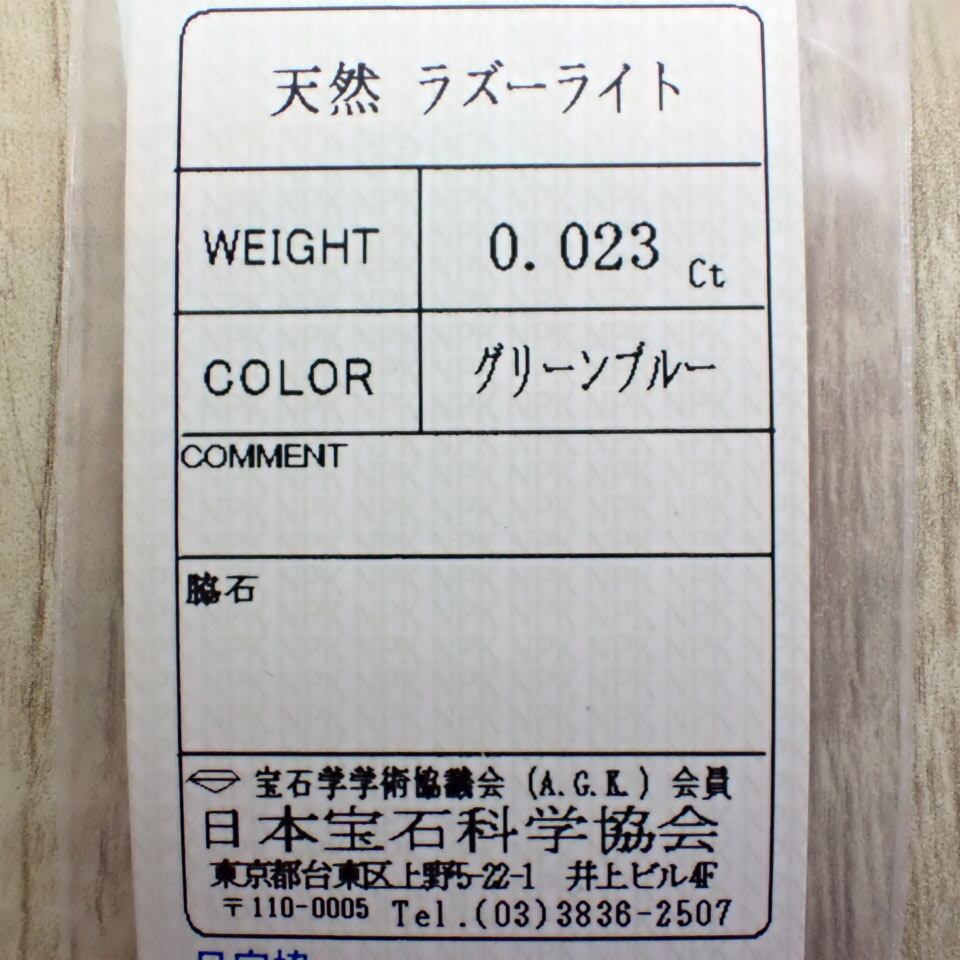 天然 ラズーライト
WEIGHT 0.023 Ct
COLOR グリーンブルー
COMMENT
脇石
宝石学学術協議会 (A.G.K.) 会員
日本宝石科学協会
東京都台東区上野5-22-1 井上ビル4F
〒110-0005 Tel.(03)3836-2507